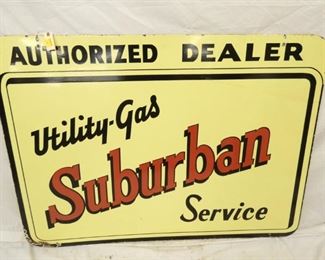 AUTHORIZED DEALER
Utility-Gas
Suburban
Service